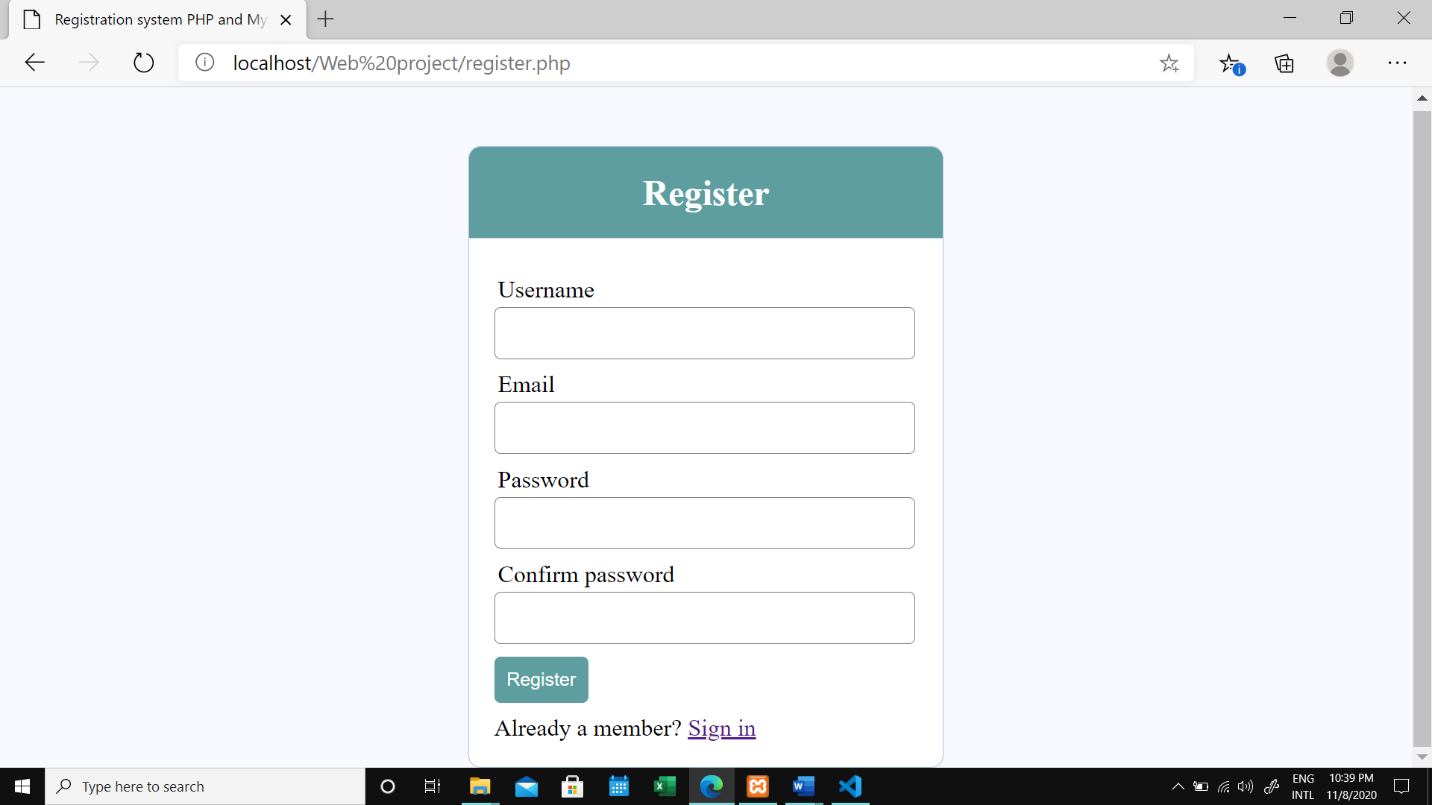 Registration system PHP and My
localhost/Web%20project/register.php
Register
Username
Email
Password
Confirm password
Register
Already a member? Sign in
Type here to search
ENG
INTL
10:39 PM
11/8/2020